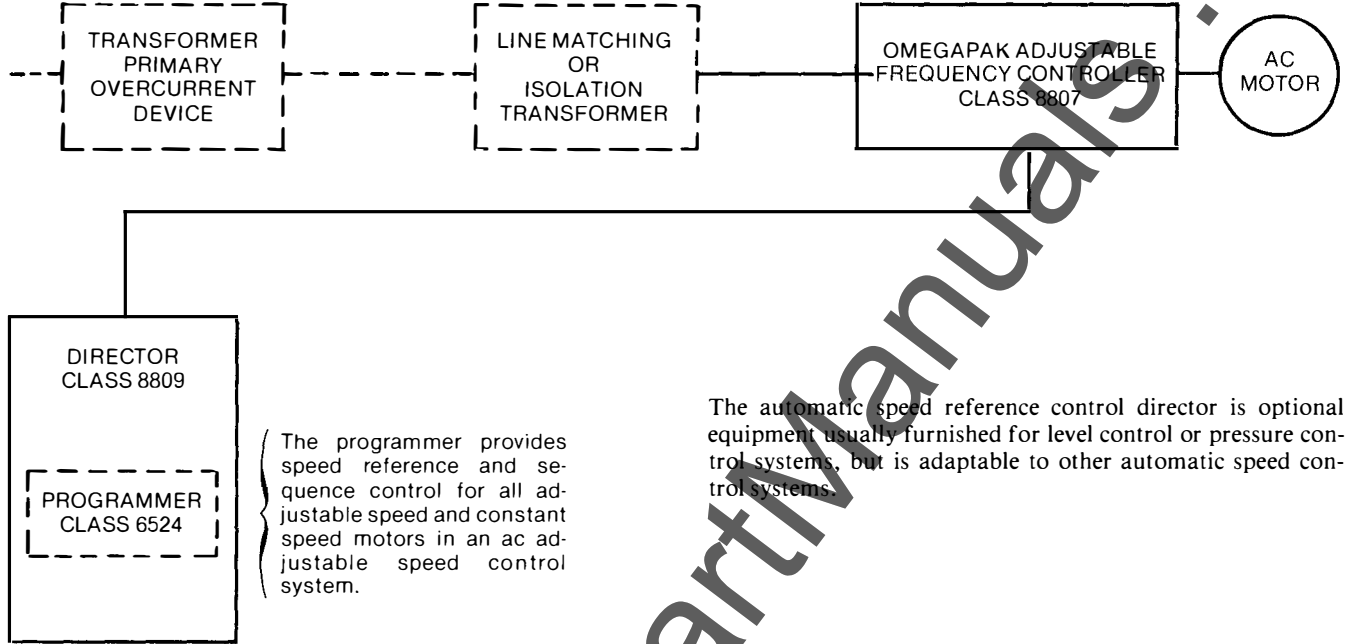 TRANSFORMER
PRIMARY
OVERCURRENT
DEVICE
LINE MATCHING
OR
ISOLATION
TRANSFORMER
OMEGAPAK ADJUSTABLE
FREQUENCY CONTROLLER
CLASS 8807
AC
MOTOR
DIRECTOR
CLASS 8809
PROGRAMMER
CLASS 6524
The programmer provides
speed reference and se-
quence control for all ad-
justable speed and constant
speed motors in an ac ad-
justable speed control
system.
The automatic speed reference control director is optional
equipment usually furnished for level control or pressure con-
trol systems, but is adaptable to other automatic speed con-
trol systems.
artManuals.